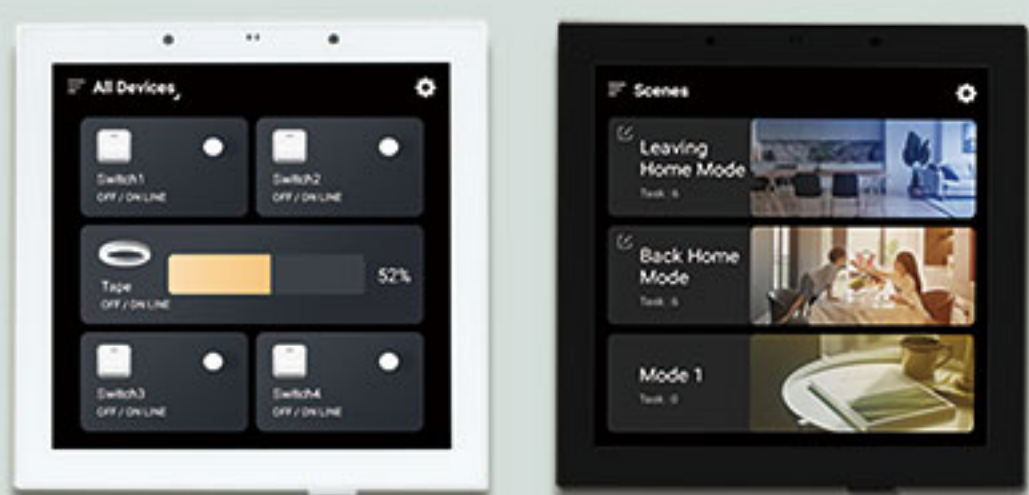 All Devices
Switch1
OFF / ON LINE
Switch2
OFF / ON LINE
Tape
OFF / ON LINE
52%
Switch3
OFF / ON LINE
Switch4
OFF / ON LINE
Scenes
Leaving
Home Mode
Task : 6
Back Home
Mode
Task : 6
Mode 1
Task : 0